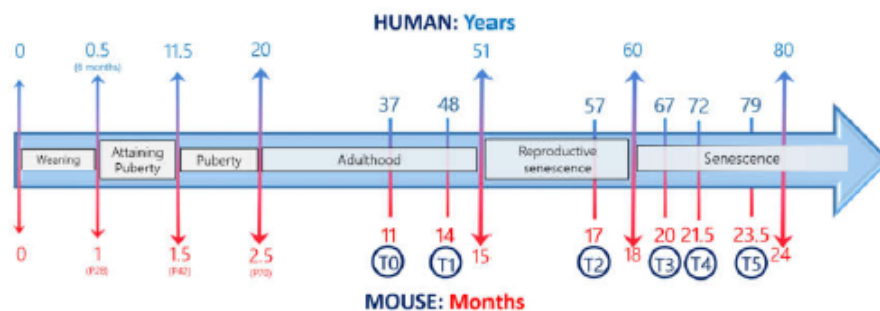 HUMAN: Years
0 0.5 11.5 20 51 60 80
(6 months)
37 48 57 67 72 79
Weaning Attaining Puberty Puberty Adulthood Reproductive senescence Senescence
0 1 1.5 2.5 11 14 15 17 18 20 21.5 23.5 24
(P28) (P42) (P70)
T0 T1 T2 T3 T4 T5
MOUSE: Months